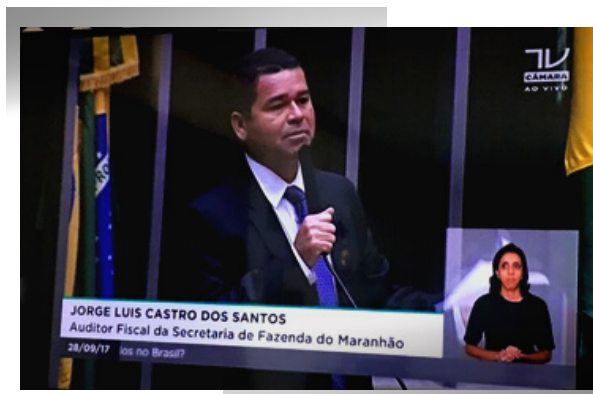 TV
CÂMARA
AO VIVO
JORGE LUIS CASTRO DOS SANTOS
Auditor Fiscal da Secretaria de Fazenda do Maranhão
28/09/17 ios no Brasil?